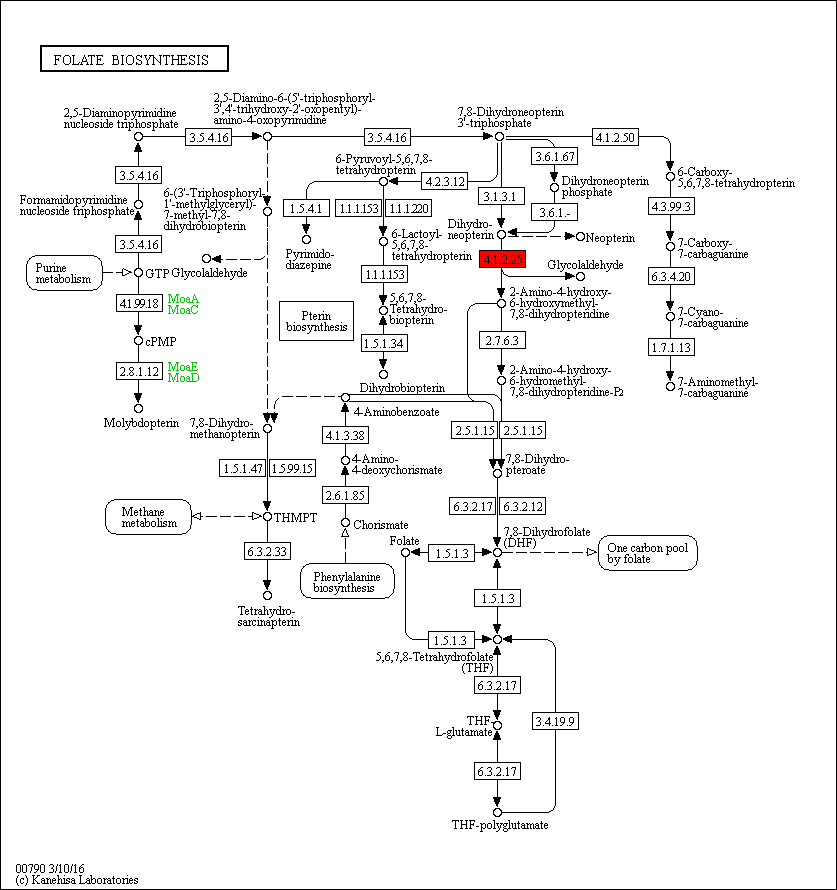 FOLATE BIOSYNTHESIS
2,5-Diaminopyrimidine
nucleoside triphosphate
2,5-Diamino-6-(5'-triphosphoryl-
3',4'-trihydroxy-2'-oxopentyl)-
amino-4-oxopyrimidine
7,8-Dihydroneopterin
3'-triphosphate
3.5.4.16
3.5.4.16
4.1.2.50
3.5.4.16
6-Pyruvoyl-5,6,7,8-
tetrahydropterin
4.2.3.12
3.6.1.67
6-Carboxy-
5,6,7,8-tetrahydropterin
Formamidopyrimidine
nucleoside triphosphate
6-(3'-Triphosphoryl-
1'-methylglyceryl)-
7-methyl-7,8-
dihydrobiopterin
1.5.4.1
1.1.1.153
1.1.1.220
3.1.3.1
Dihydroneopterin
phosphate
3.6.1.-
4.3.99.3
3.5.4.16
Pyrimido-
diazepine
6-Lactoyl-
5,6,7,8-
tetrahydropterin
Dihydro-
neopterin
Neopterin
7-Carboxy-
7-carbaguanine
Purine
metabolism
GTP
Glycolaldehyde
1.1.1.153
4.1.2.25
Glycolaldehyde
6.3.4.20
4.1.99.18
MoaA
MoaC
Pterin
biosynthesis
5,6,7,8-
Tetrahydro-
biopterin
2-Amino-4-hydroxy-
6-hydroxymethyl-
7,8-dihydropteridine
7-Cyano-
7-carbaguanine
cPMP
1.5.1.34
2.7.6.3
1.7.1.13
2.8.1.12
MoaE
MoaD
Dihydrobiopterin
2-Amino-4-hydroxy-
6-hydromethyl-
7,8-dihydropteridine-P2
7-Aminomethyl-
7-carbaguanine
Molybdopterin
7,8-Dihydro-
methanopterin
4-Aminobenzoate
4.1.3.38
2.5.1.15
2.5.1.15
1.5.1.47
1.5.99.15
4-Amino-
4-deoxychorismate
7,8-Dihydro-
pteroate
2.6.1.85
6.3.2.17
6.3.2.12
Methane
metabolism
THMPT
Chorismate
7,8-Dihydrofolate
(DHF)
6.3.2.33
Folate
1.5.1.3
One carbon pool
by folate
Phenylalanine
biosynthesis
1.5.1.3
Tetrahydro-
sarcinapterin
1.5.1.3
5,6,7,8-Tetrahydrofolate
(THF)
6.3.2.17
THF-
L-glutamate
3.4.19.9
6.3.2.17
THF-polyglutamate
00790 3/10/16
(c) Kanehisa Laboratories